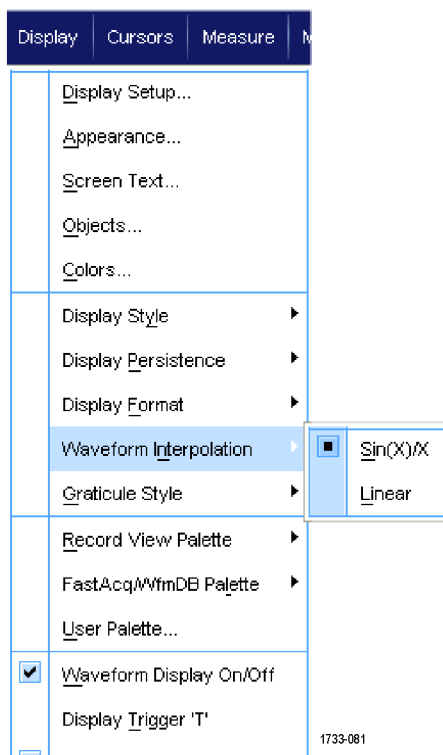 Display Cursors Measure
Display Setup...
Appearance...
Screen Text...
Objects...
Colors...
Display Style
Display Persistence
Display Format
Waveform Interpolation
Sin(X)/X
Graticule Style
Linear
Record View Palette
FastAcq/WfmDB Palette
User Palette...
Waveform Display On/Off
Display Trigger 'T'
1733-081